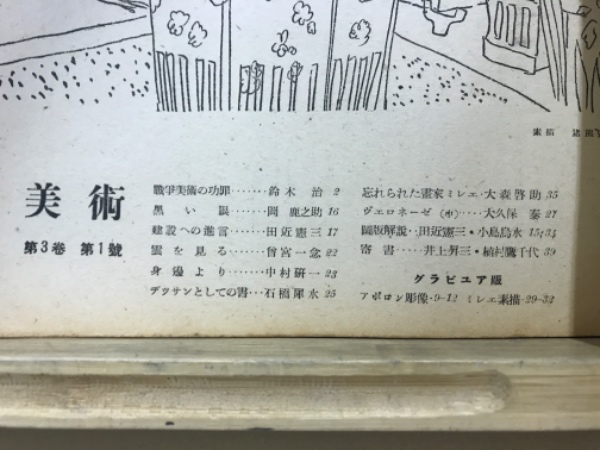 素描
美術
第3巻 第1號
戰爭美術の功罪……鈴木 治 2
黒い眼……岡鹿之助 16
建設への進言……田近憲三 17
雲を見る……曾宮一念 22
身邊より……中村研一 23
デッサンとしての書…石橋犀水 25
忘れられた畫家ミレエ・大森啓助 35
ヴェロネーゼ(中)……大久保 泰 27
圖版解説…田近憲三・小島烏水 15;34
寄書……井上昇三・植村鷹千代 39
グラビユア版
アポロン彫像・9-12 ミレエ素描・29-32